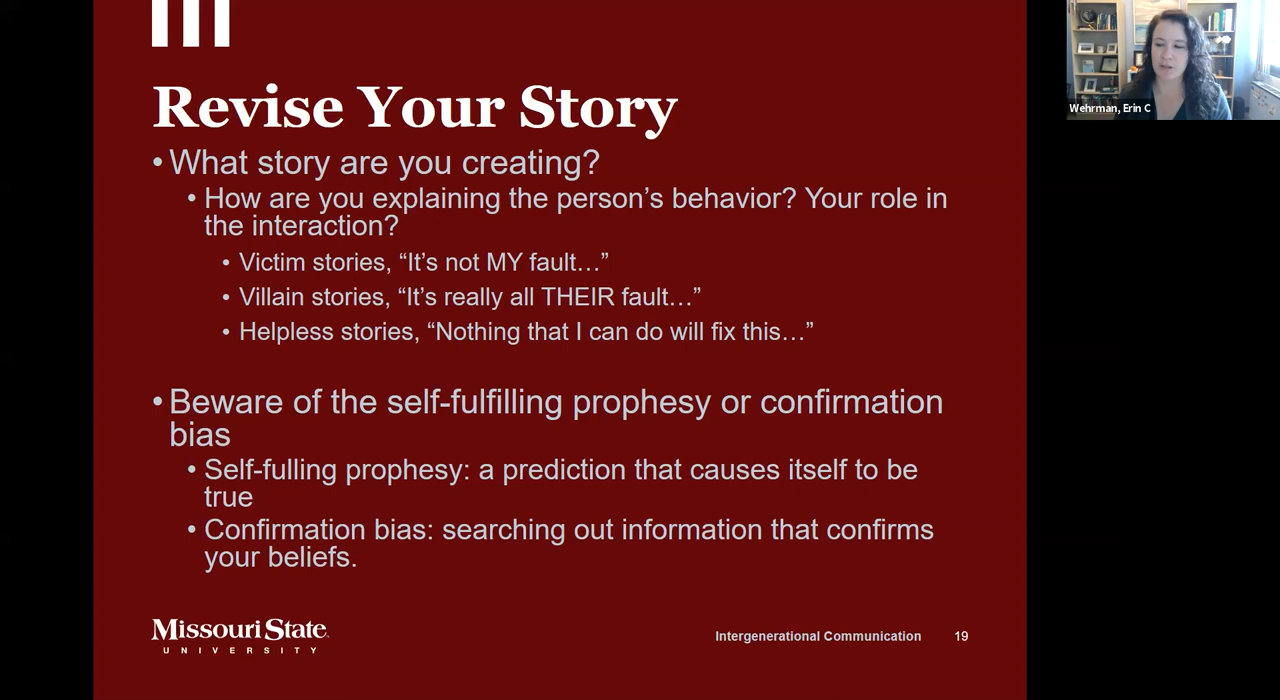 Revise Your Story
• What story are you creating?
• How are you explaining the person’s behavior? Your role in
the interaction?
• Victim stories, “It’s not MY fault…”
• Villain stories, “It’s really all THEIR fault…”
• Helpless stories, “Nothing that I can do will fix this…”
• Beware of the self-fulfilling prophesy or confirmation
bias
• Self-fulling prophesy: a prediction that causes itself to be
true
• Confirmation bias: searching out information that confirms
your beliefs.
Missouri State
UNIVERSITY
Intergenerational Communication 19
Wehrman, Erin C